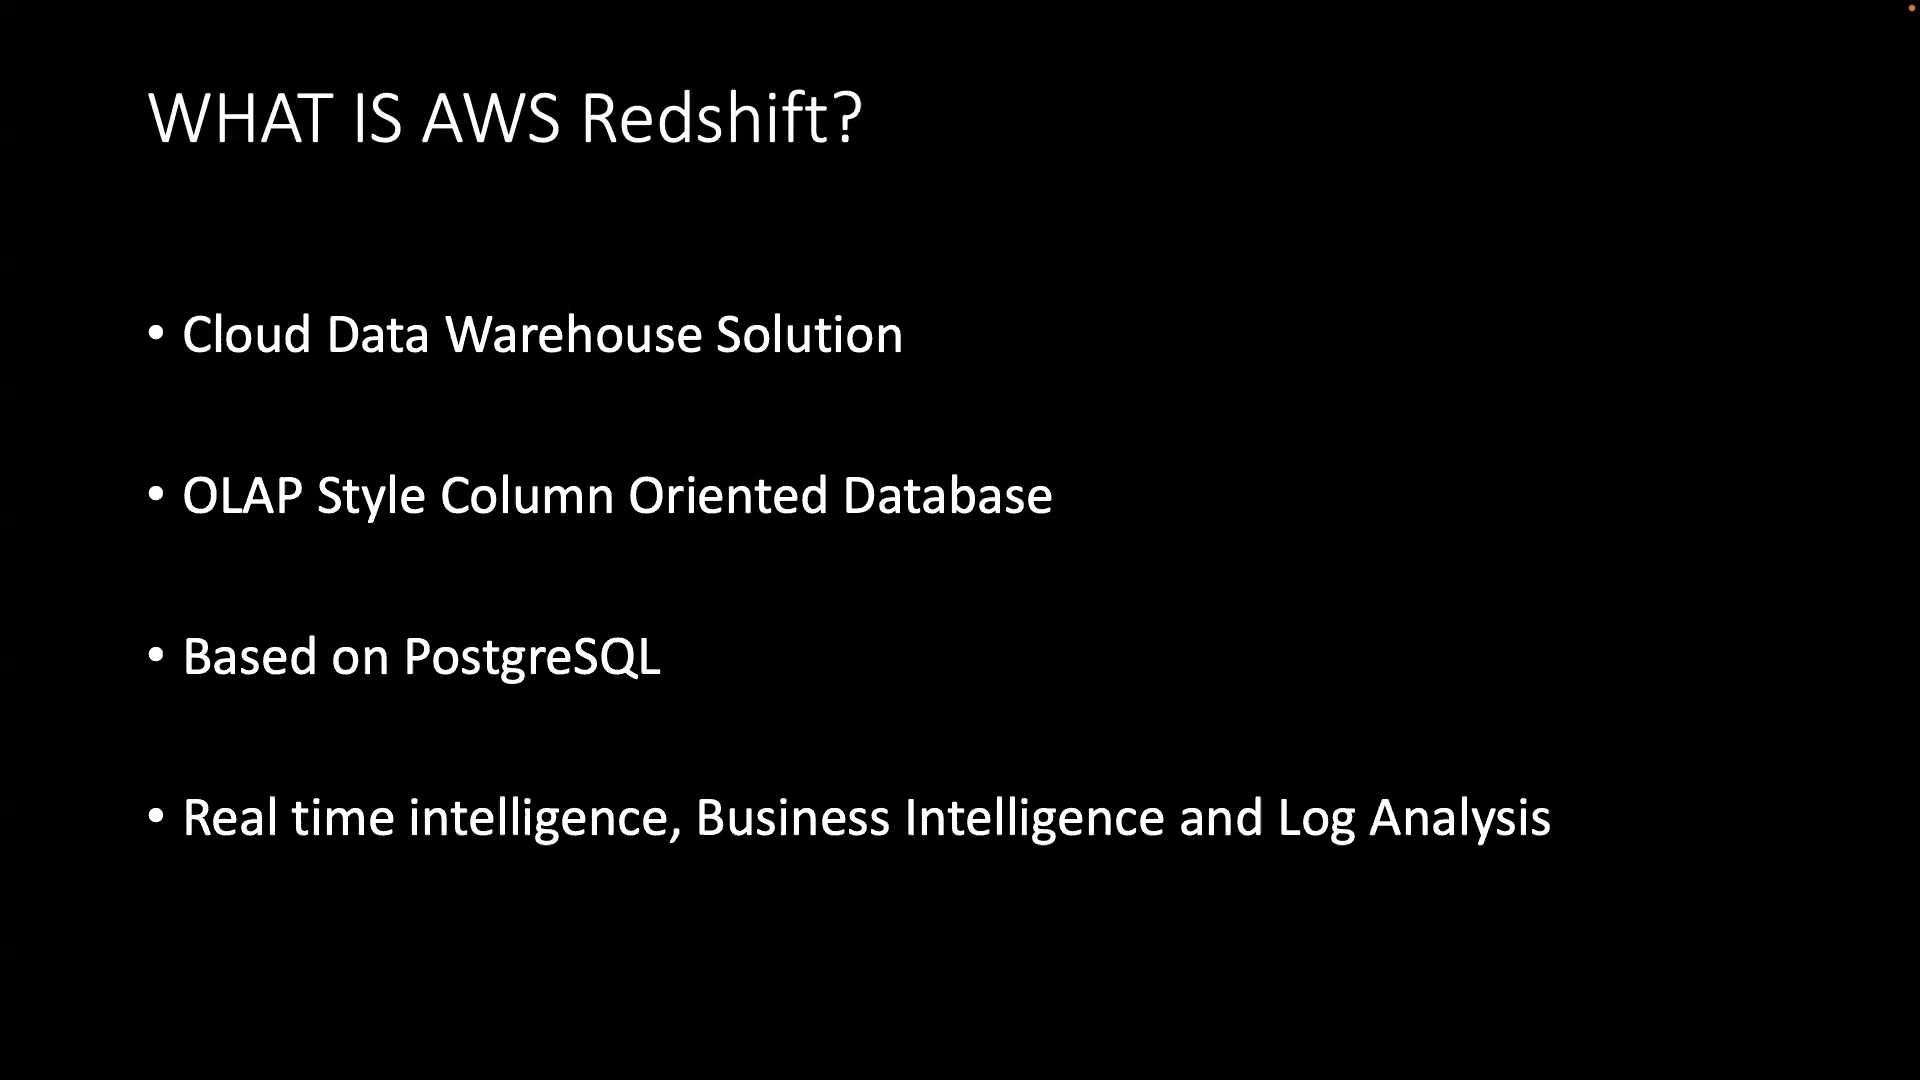 WHAT IS AWS Redshift?
• Cloud Data Warehouse Solution
• OLAP Style Column Oriented Database
• Based on PostgreSQL
• Real time intelligence, Business Intelligence and Log Analysis